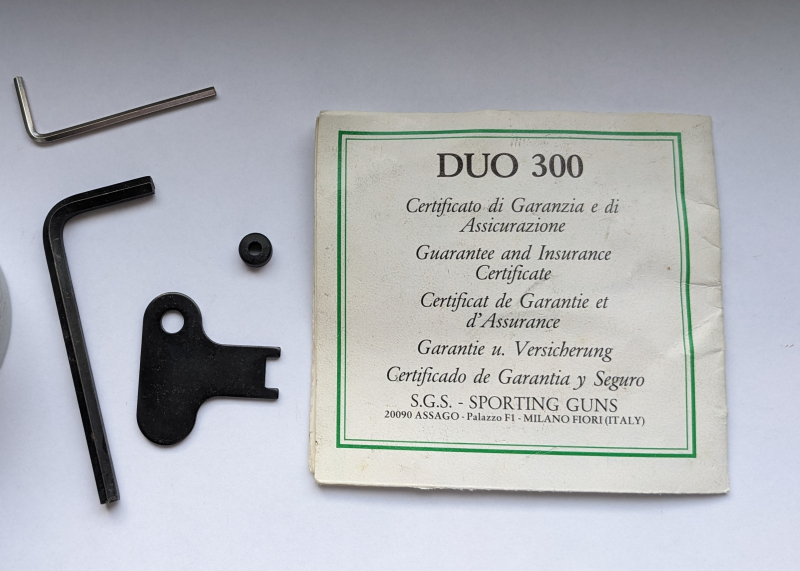 DUO 300
Certificato di Garanzia e di
Assicurazione
Guarantee and Insurance
Certificate
Certificat de Garantie et
d'Assurance
Garantie u. Versicherung
Certificado de Garantia y Seguro
S.G.S. - SPORTING GUNS
20090 ASSAGO - Palazzo F1 - MILANO FIORI (ITALY)